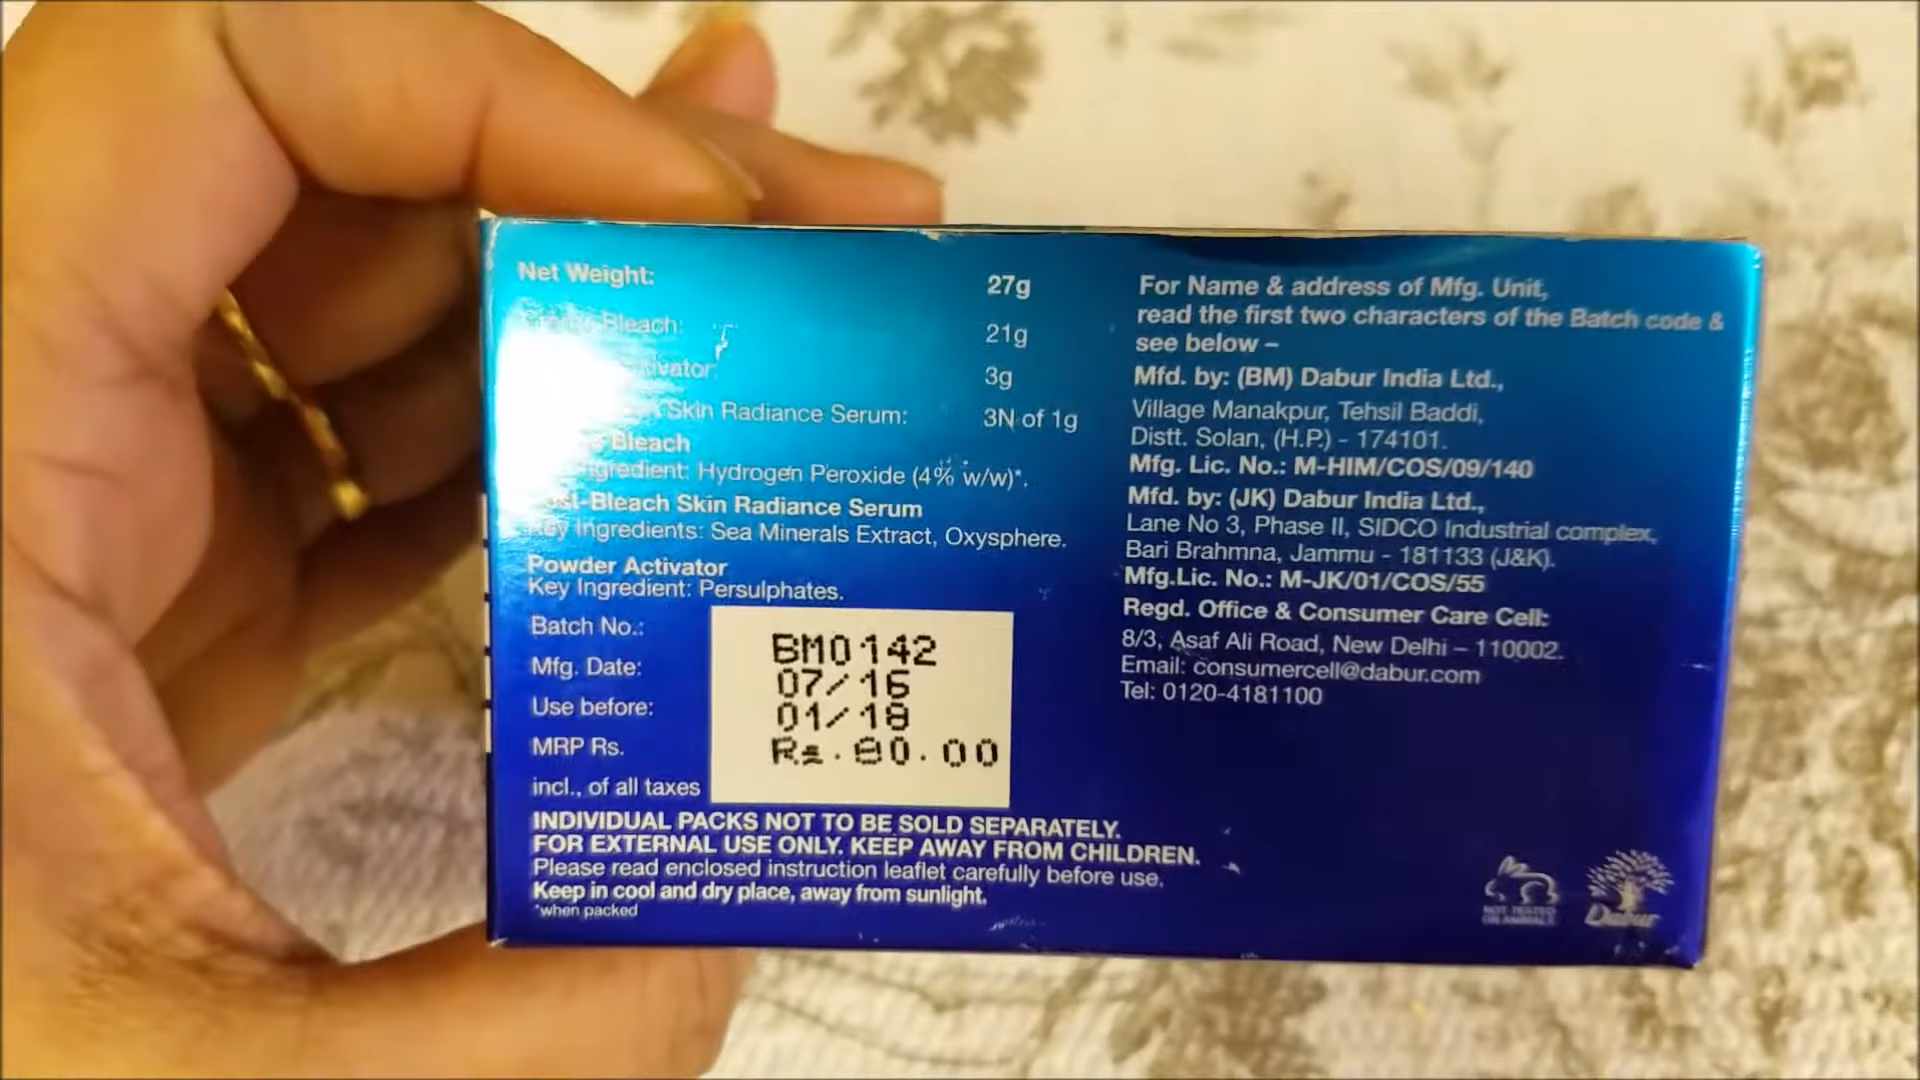 Net Weight: 27g
Bleach: 21g
3g
Skin Radiance Serum: 3N of 1g
Bleach
Ingredient: Hydrogen Peroxide (4% w/w)*.
Post-Bleach Skin Radiance Serum
Key Ingredients: Sea Minerals Extract, Oxysphere.
Powder Activator
Key Ingredient: Persulphates.
Batch No.: BM0142
Mfg. Date: 07/16
Use before: 01/18
MRP Rs. Rs.80.00
incl., of all taxes
INDIVIDUAL PACKS NOT TO BE SOLD SEPARATELY.
FOR EXTERNAL USE ONLY. KEEP AWAY FROM CHILDREN.
Please read enclosed instruction leaflet carefully before use.
Keep in cool and dry place, away from sunlight.
*when packed
For Name & address of Mfg. Unit,
read the first two characters of the Batch code &
see below –
Mfd. by: (BM) Dabur India Ltd.,
Village Manakpur, Tehsil Baddi,
Distt. Solan, (H.P.) - 174101.
Mfg. Lic. No.: M-HIM/COS/09/140
Mfd. by: (JK) Dabur India Ltd.,
Lane No 3, Phase II, SIDCO Industrial complex,
Bari Brahmna, Jammu - 181133 (J&K).
Mfg.Lic. No.: M-JK/01/COS/55
Regd. Office & Consumer Care Cell:
8/3, Asaf Ali Road, New Delhi – 110002.
Email: consumercell@dabur.com
Tel: 0120-4181100
NOT TESTED
ON ANIMALS
Dabur